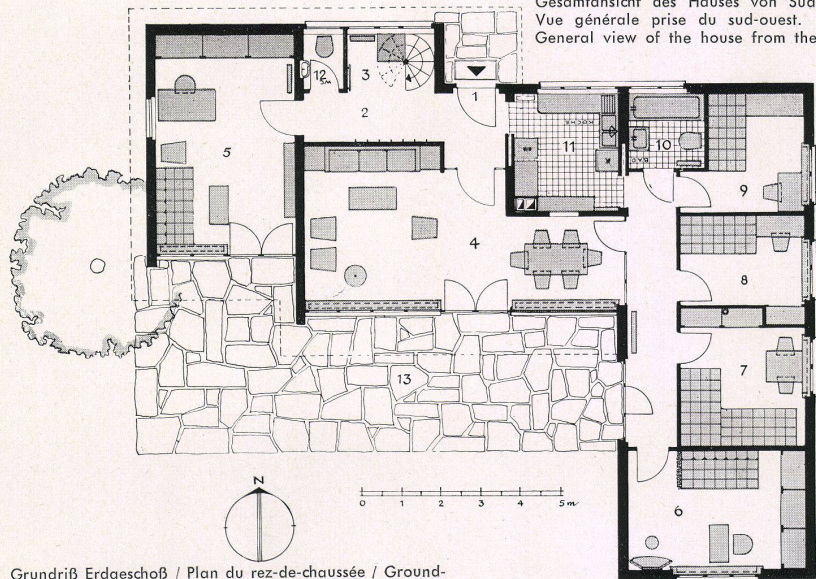 Gesamtansicht des Hauses von Süd
Vue générale prise du sud-ouest.
General view of the house from the
12
3
1
2
5
11
10
9
4
8
7
13
6
N
0 1 2 3 4 5m
Grundriß Erdgeschoß / Plan du rez-de-chaussée / Ground-